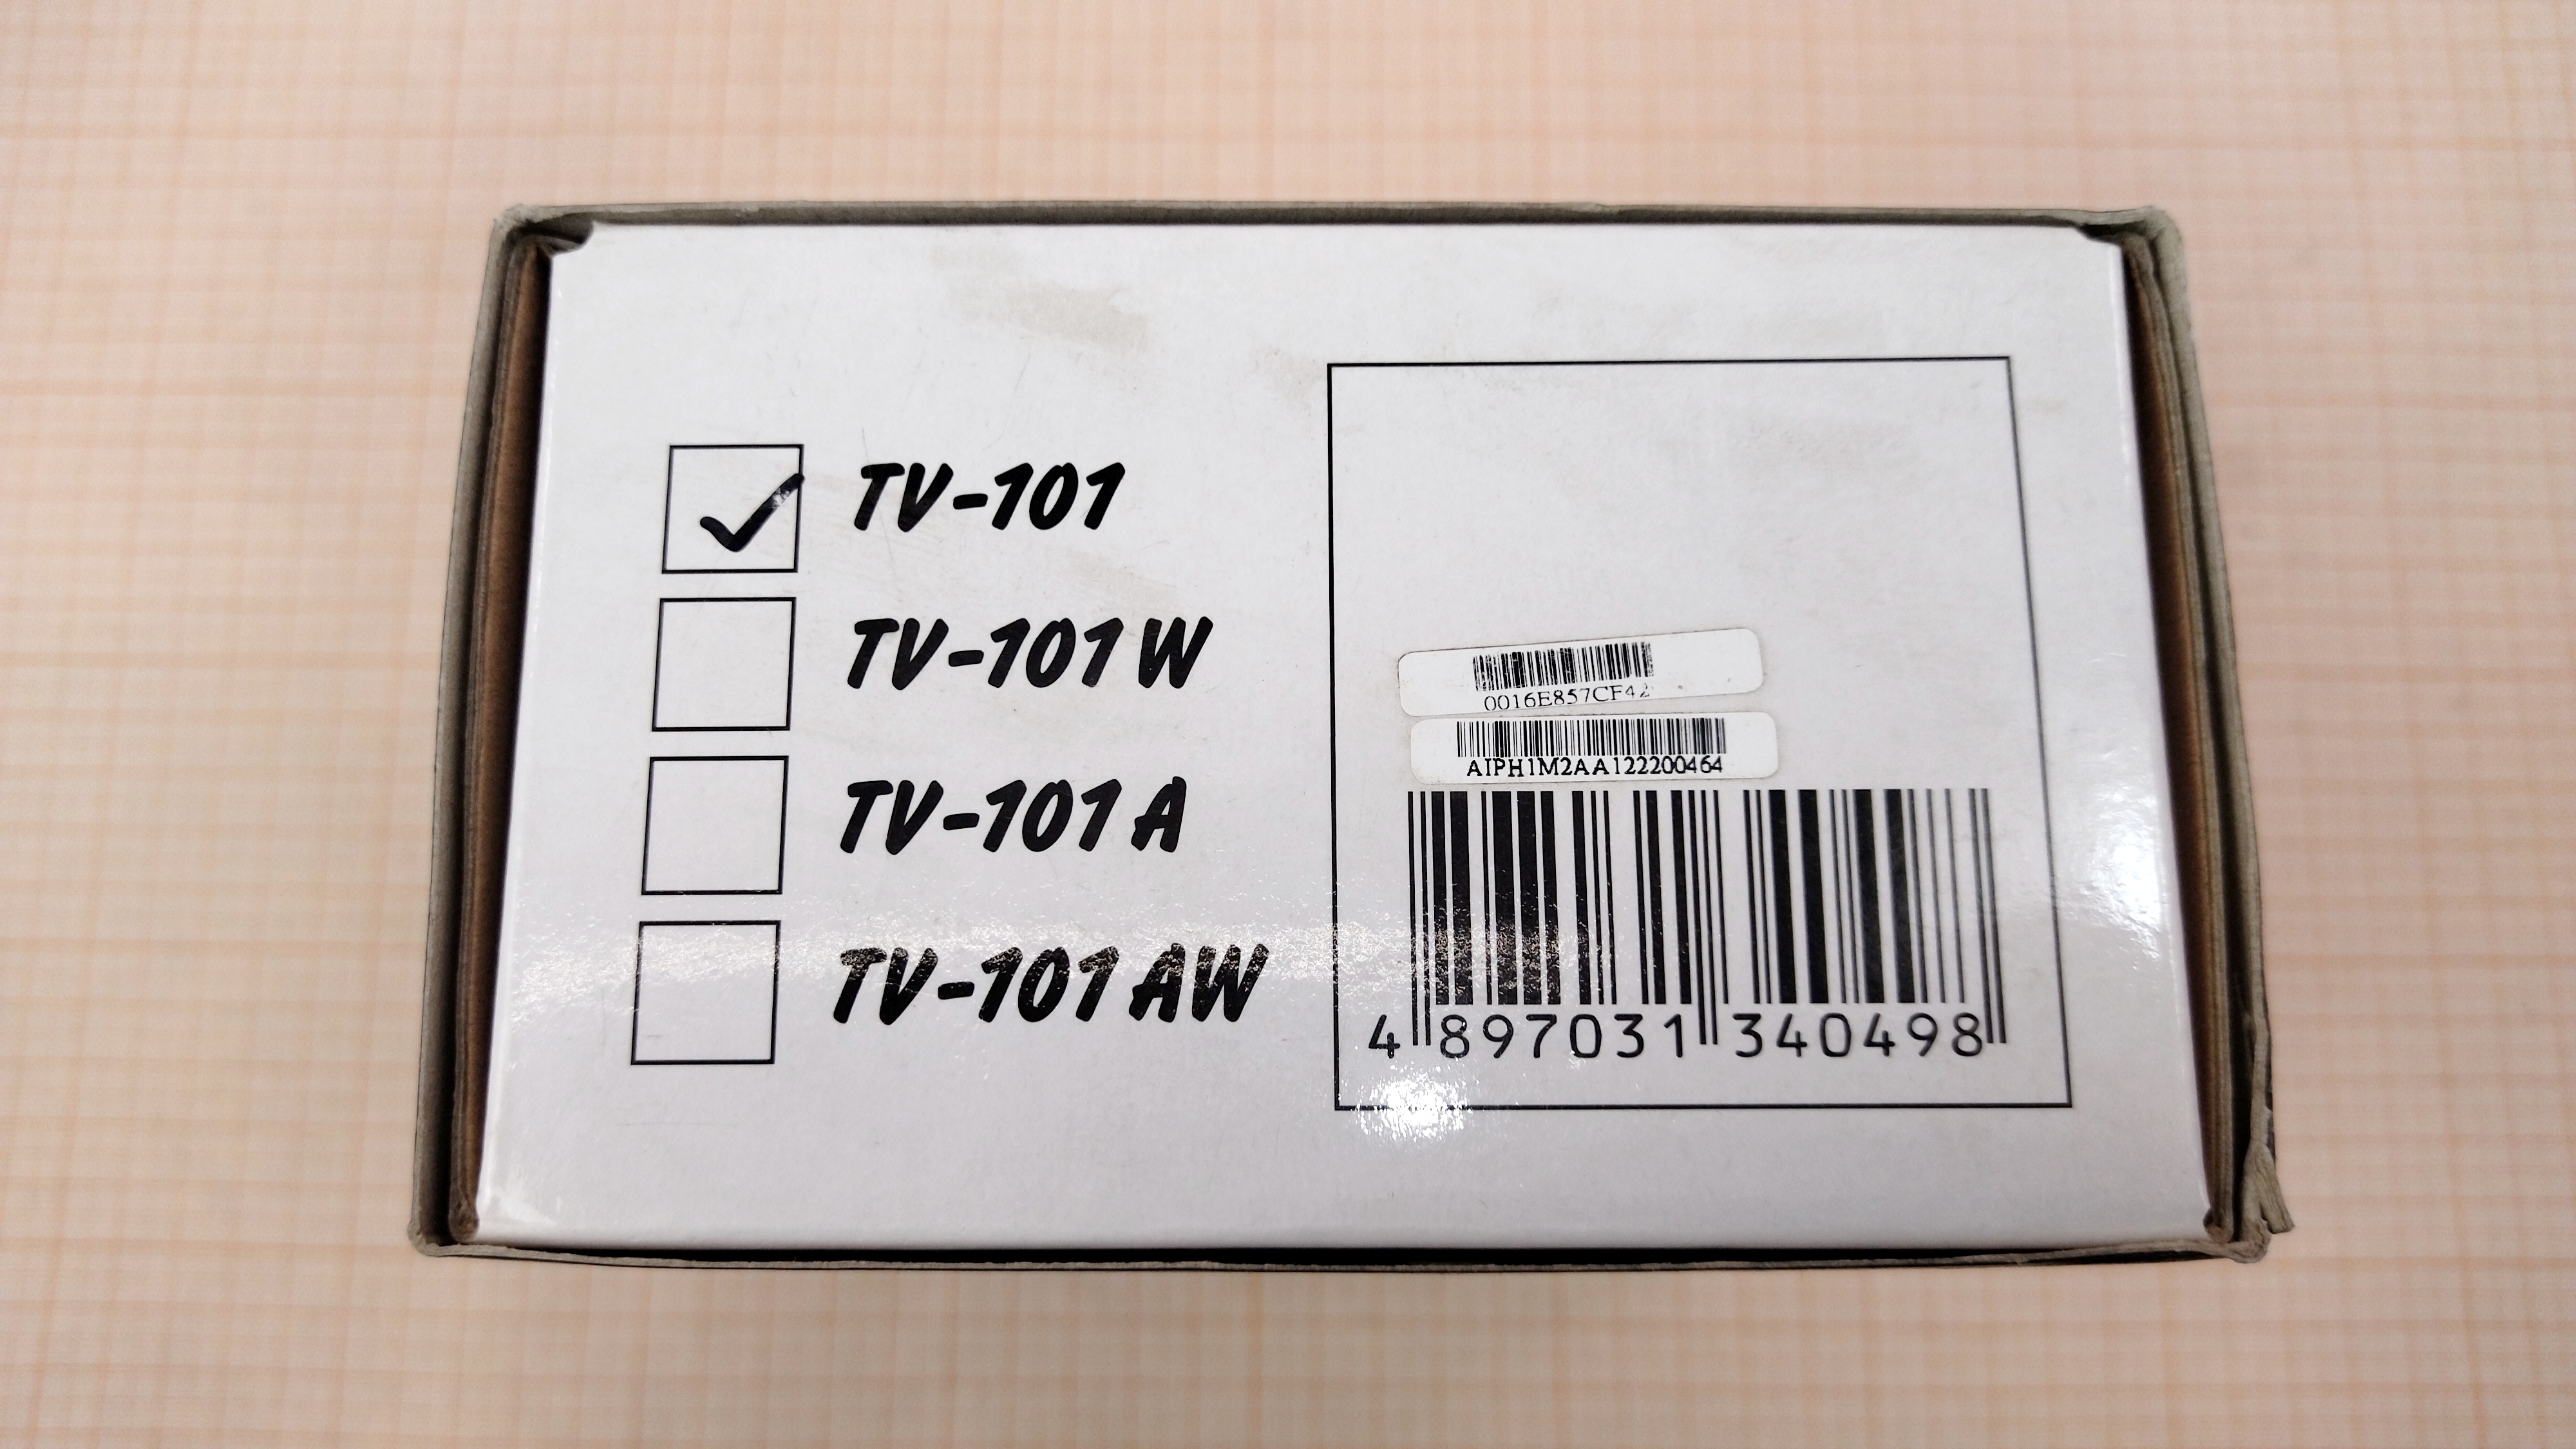 TV-101
TV-101 W
TV-101 A
TV-101 AW
0016E857CF42
AIPH1M2AA122200464
4 897031 340498